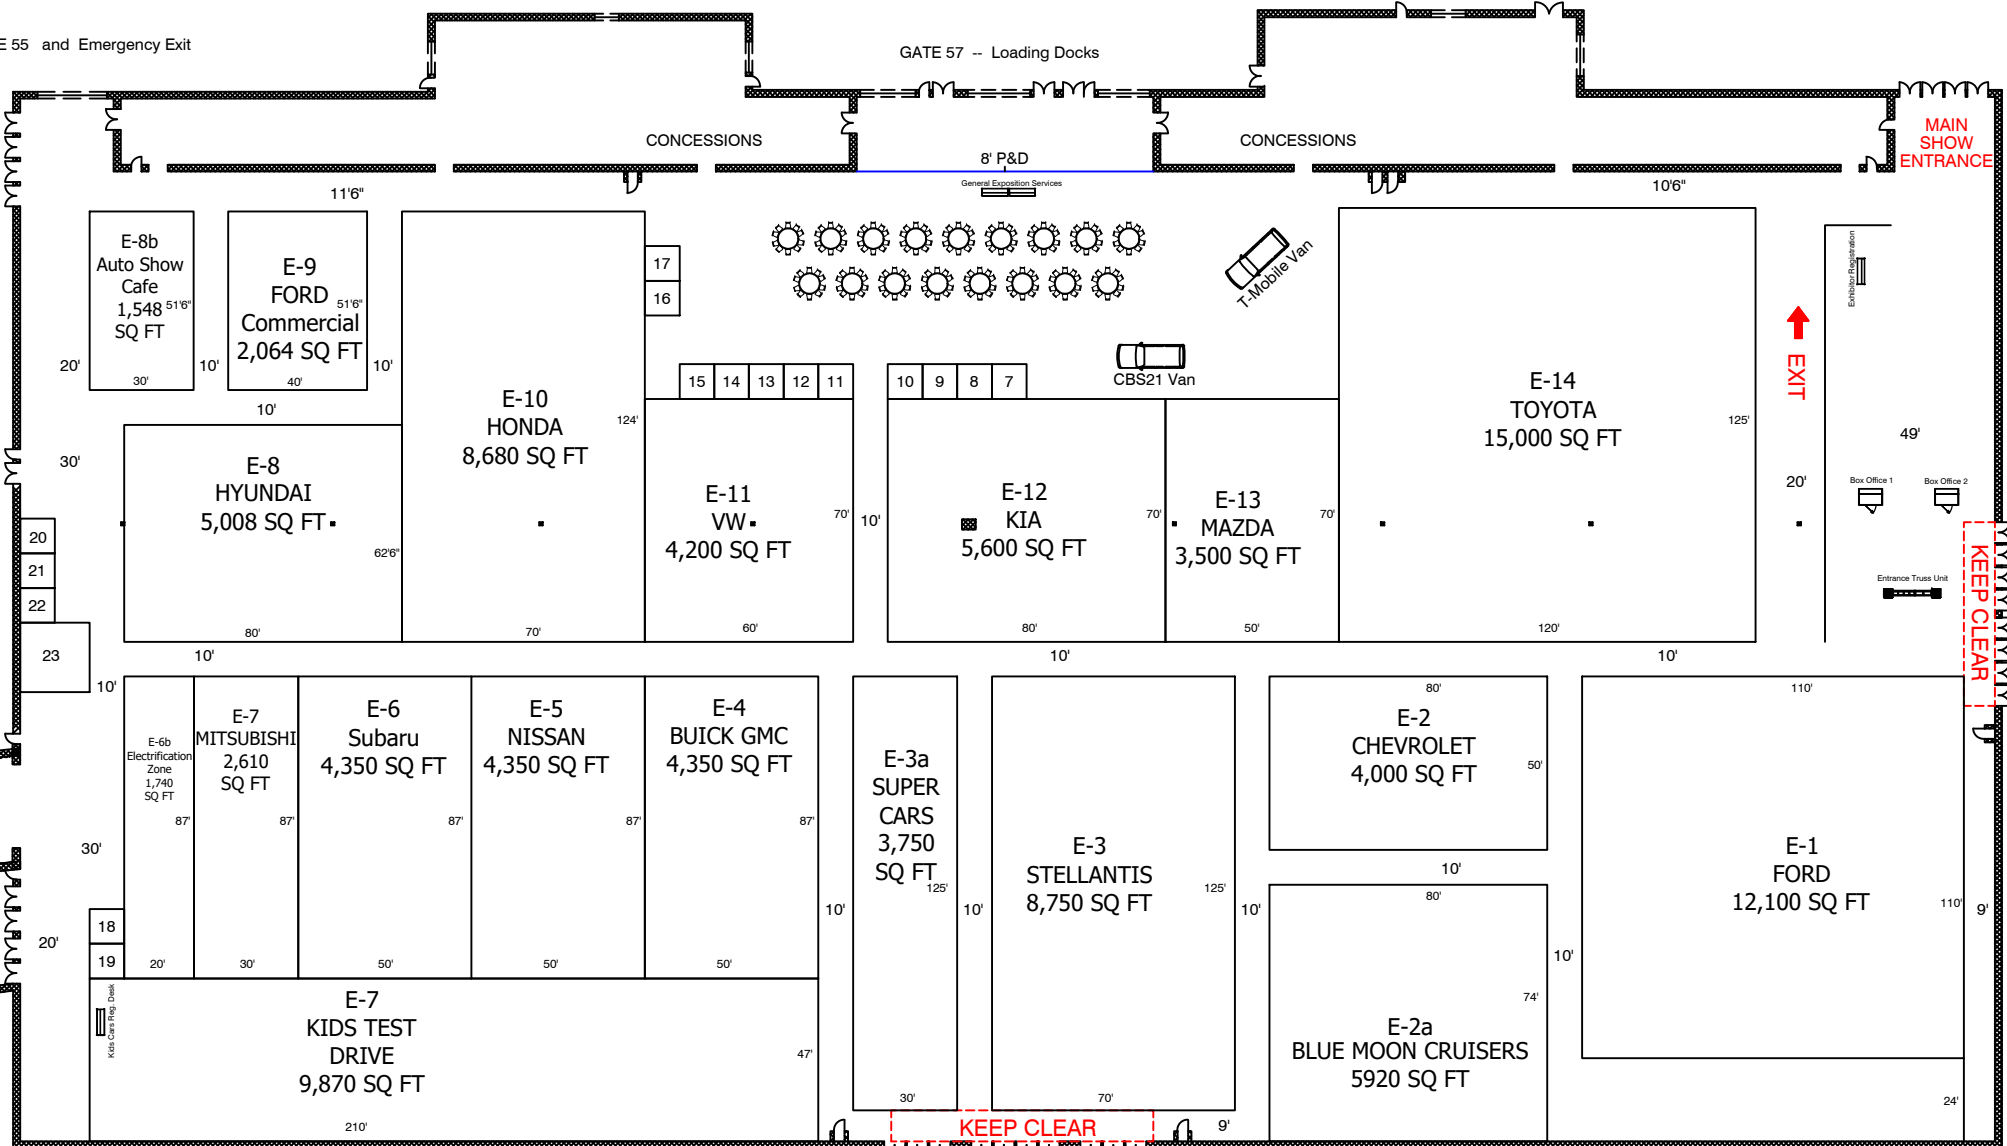 E 55 and Emergency Exit
GATE 57 -- Loading Docks
CONCESSIONS
CONCESSIONS
MAIN
SHOW
ENTRANCE
8' P&D
General Exposition Services
11'6"
10'6"
E-8b
Auto Show
Cafe
1,548
SQ FT
51'6"
30'
20'
10'
E-9
FORD
Commercial
2,064 SQ FT
51'6"
40'
10'
10'
E-10
HONDA
8,680 SQ FT
124'
70'
17
16
T-Mobile Van
CBS21 Van
15
14
13
12
11
10
9
8
7
E-14
TOYOTA
15,000 SQ FT
125'
120'
EXIT
20'
Exhibitor Registration
49'
Box Office 1
Box Office 2
Entrance Truss Unit
KEEP CLEAR
30'
E-8
HYUNDAI
5,008 SQ FT
62'6"
80'
E-11
VW
4,200 SQ FT
70'
60'
10'
E-12
KIA
5,600 SQ FT
70'
80'
E-13
MAZDA
3,500 SQ FT
70'
50'
20
21
22
23
10'
10'
10'
10'
E-6b
Electrification
Zone
1,740
SQ FT
87'
20'
E-7
MITSUBISHI
2,610
SQ FT
87'
30'
E-6
Subaru
4,350 SQ FT
87'
50'
E-5
NISSAN
4,350 SQ FT
87'
50'
E-4
BUICK GMC
4,350 SQ FT
87'
50'
30'
20'
18
19
Kids Cars Reg. Desk
E-7
KIDS TEST
DRIVE
9,870 SQ FT
47'
210'
10'
E-3a
SUPER
CARS
3,750
SQ FT
125'
30'
10'
E-3
STELLANTIS
8,750 SQ FT
125'
70'
10'
KEEP CLEAR
9'
80'
E-2
CHEVROLET
4,000 SQ FT
50'
10'
80'
E-2a
BLUE MOON CRUISERS
5920 SQ FT
74'
10'
110'
E-1
FORD
12,100 SQ FT
110'
9'
24'